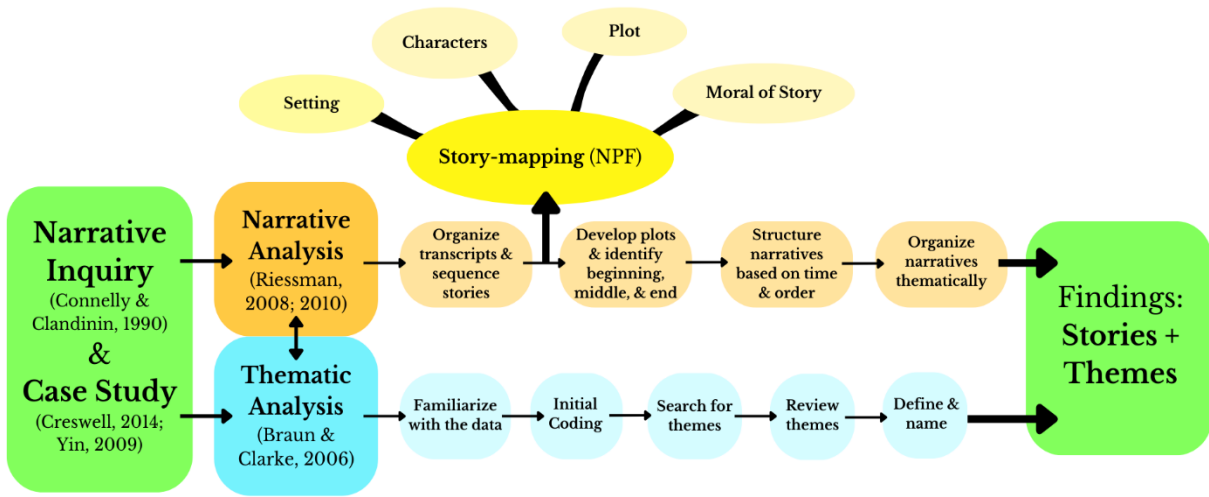 Characters
Plot
Setting
Moral of Story
Story-mapping (NPF)
Narrative
Inquiry
(Connelly &
Clandinin, 1990)
&
Case Study
(Creswell, 2014;
Yin, 2009)
Narrative
Analysis
(Riessman,
2008; 2010)
Organize
transcripts &
sequence
stories
Develop plots
& identify
beginning,
middle, & end
Structure
narratives
based on time
& order
Organize
narratives
thematically
Thematic
Analysis
(Braun &
Clarke, 2006)
Familiarize
with the data
Initial
Coding
Search for
themes
Review
themes
Define &
name
Findings:
Stories +
Themes